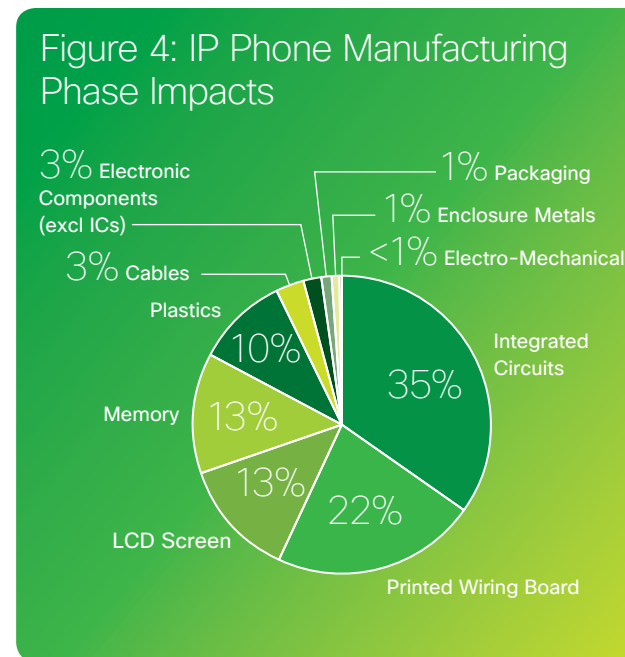 Figure 4: IP Phone Manufacturing
Phase Impacts
3% Electronic
Components
(excl ICs)
1% Packaging
1% Enclosure Metals
<1% Electro-Mechanical
3% Cables
Plastics
10%
Integrated
Circuits
35%
Memory
13%
13%
LCD Screen
22%
Printed Wiring Board